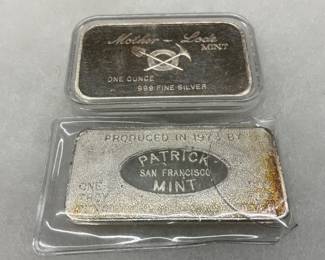 Mother - Lode
MINT
ONE OUNCE
999 FINE SILVER
PRODUCED IN 1973 BY
PATRICK
SAN FRANCISCO
MINT
ONE